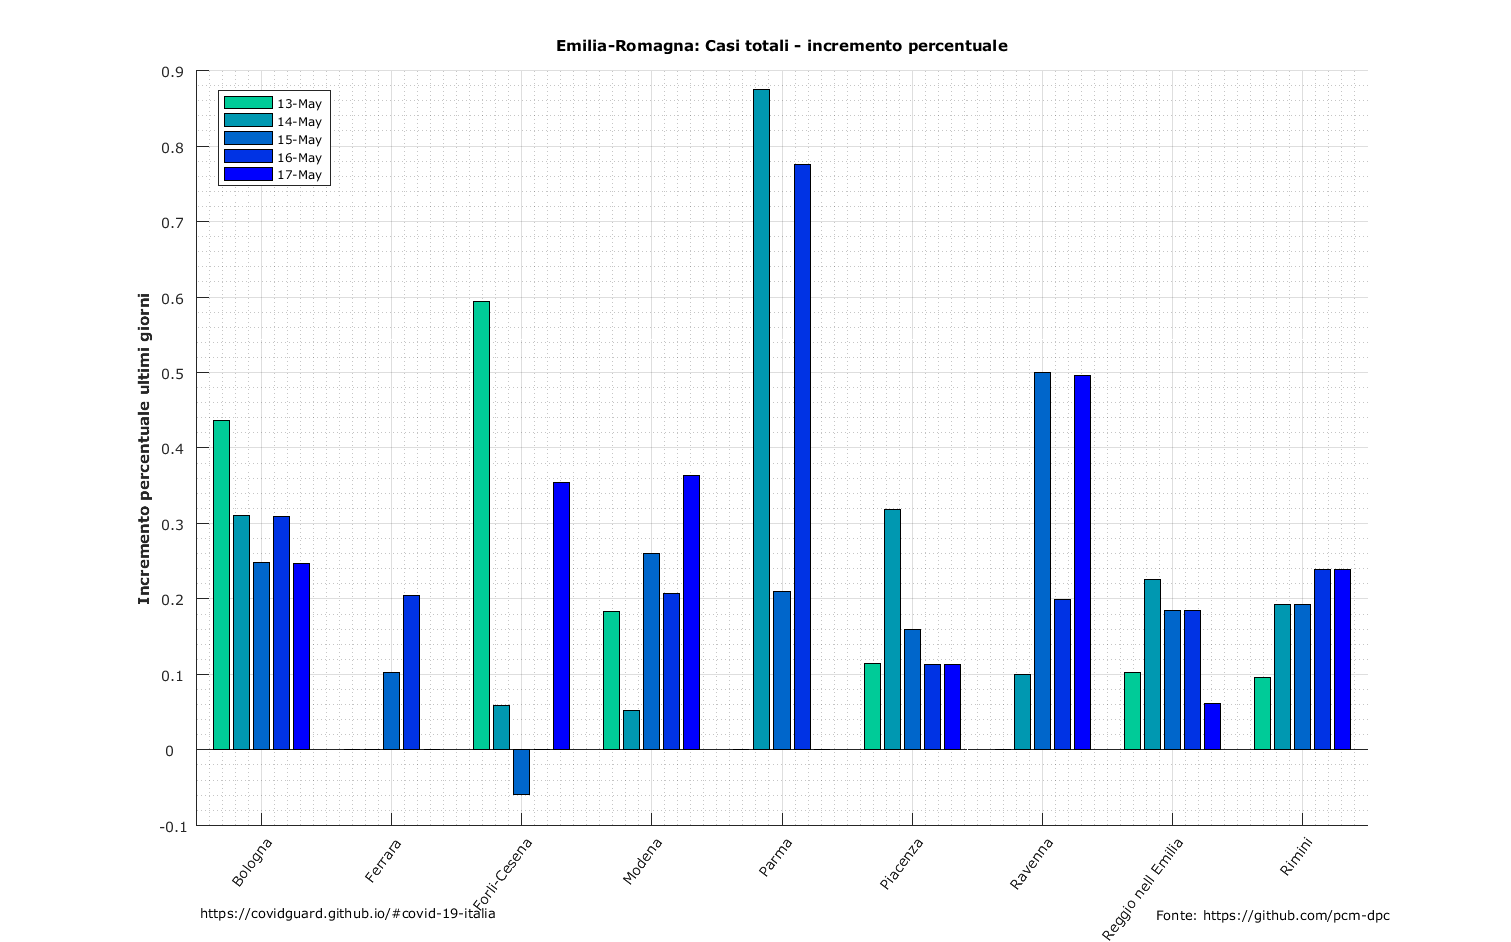 Emilia-Romagna: Casi totali - incremento percentuale
0.9
0.8
0.7
0.6
0.5
0.4
0.3
0.2
0.1
0
-0.1
Incremento percentuale ultimi giorni
13-May
14-May
15-May
16-May
17-May
Bologna
Ferrara
Forlì-Cesena
Modena
Parma
Piacenza
Ravenna
Reggio nell Emilia
Rimini
https://covidguard.github.io/#covid-19-italia
Fonte: https://github.com/pcm-dpc